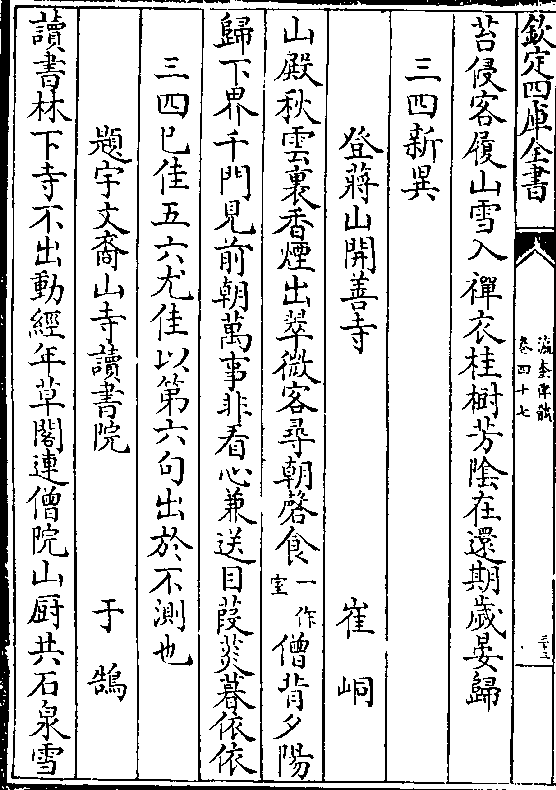 欽定四庫全書
瀛奎律髓
卷四十七
苔侵客履山雪入禪衣桂樹芳陰在還期歲晏歸
三四新異
登蔣山開善寺 崔峒
山殿秋雲裏香煙出翠微客尋朝磬食一作室僧背夕陽
歸下界千門見前朝萬事非看心兼送目葭菼暮依依
三四已佳五六尤佳以第六句出於不測也
題宇文裔山寺讀書院 于鵠
讀書林下寺不出動經年草閣連僧院山厨共石泉雪